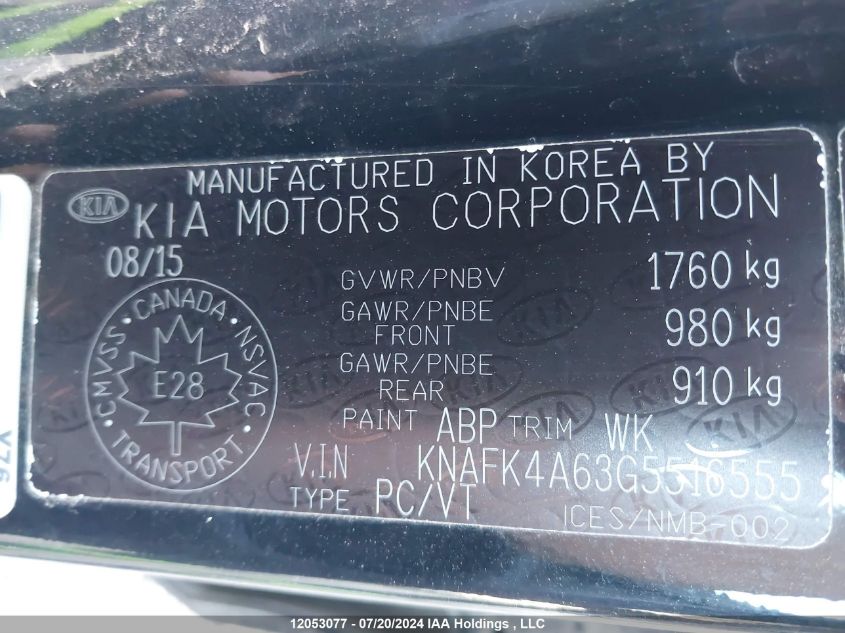 MANUFACTURED IN KOREA BY
KIA
KIA MOTORS CORPORATION
08/15
GVWR/PNBV 1760 kg
GAWR/PNBE
FRONT 980 kg
GAWR/PNBE
REAR 910 kg
CANADA
CMVSS · NSVAC
E28
TRANSPORT
PAINT ABP TRIM WK
V.I.N KNAFK4A63G5516555
TYPE PC/VT
ICES/NMB-002
12053077 - 07/20/2024 IAA Holdings , LLC